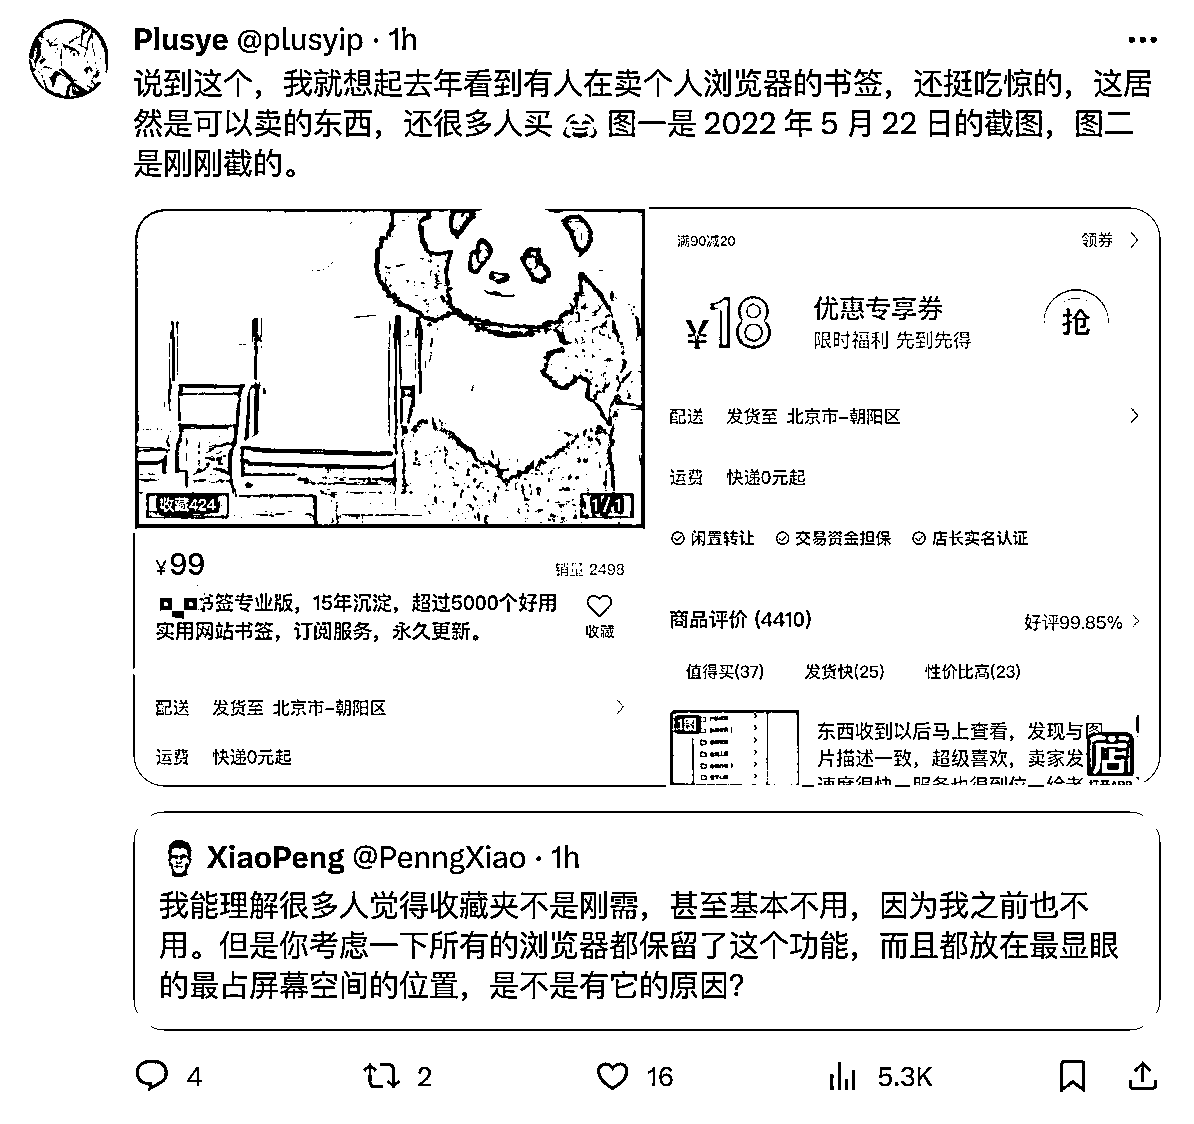 Plusye @plusyip · 1h
说到这个，我就想起去年看到有人在卖个人浏览器的书签，还挺吃惊的，这居
然是可以卖的东西，还很多人买 😂 图一是 2022 年 5 月 22 日的截图，图二
是刚刚截的。
收藏424
1/1
¥99
销量 2498
书签专业版，15年沉淀，超过5000个好用
实用网站书签，订阅服务，永久更新。
收藏
配送 发货至 北京市-朝阳区
运费 快递0元起
满90减20
领券
¥18
优惠专享券
限时福利 先到先得
抢
配送 发货至 北京市-朝阳区
运费 快递0元起
闲置转让 交易资金担保 店长实名认证
商品评价 (4410)
好评99.85%
值得买(37) 发货快(25) 性价比高(23)
东西收到以后马上查看，发现与图
片描述一致，超级喜欢，卖家发
店
XiaoPeng @PenngXiao · 1h
我能理解很多人觉得收藏夹不是刚需，甚至基本不用，因为我之前也不
用。但是你考虑一下所有的浏览器都保留了这个功能，而且都放在最显眼
的最占屏幕空间的位置，是不是有它的原因？
4
2
16
5.3K